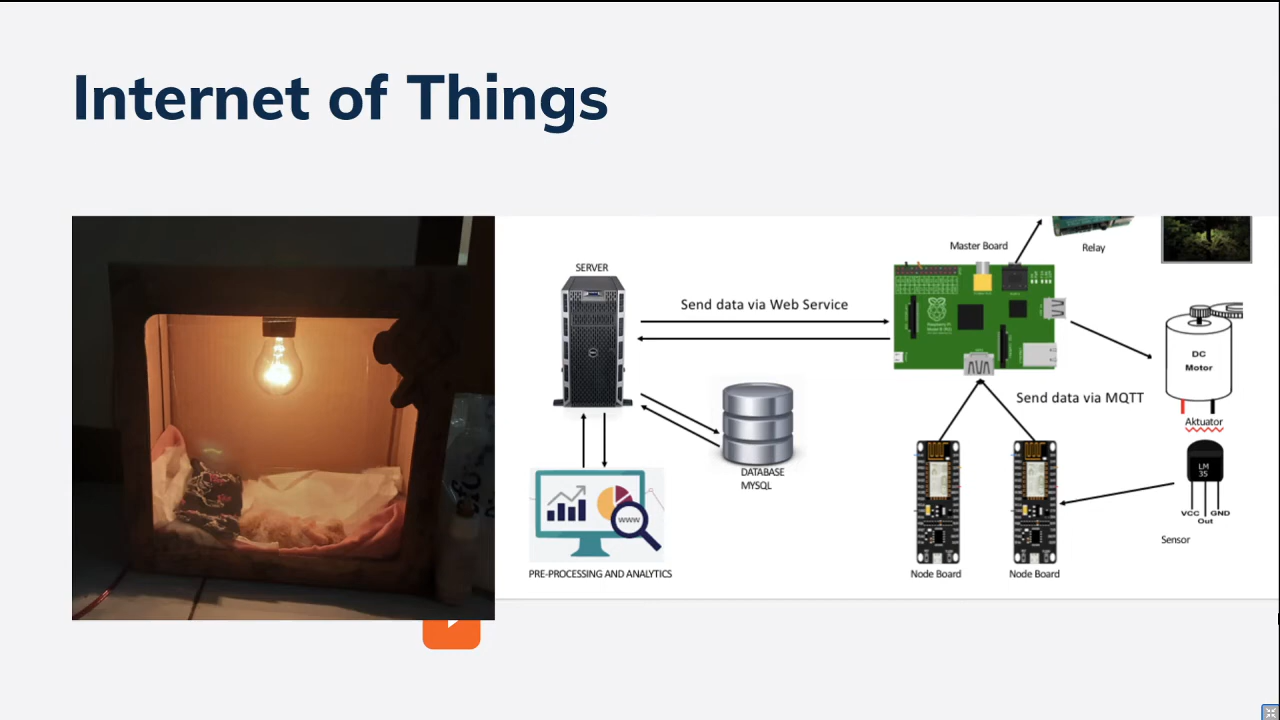 Internet of Things
SERVER
Send data via Web Service
Master Board
Relay
DC
Motor
Send data via MQTT
Aktuator
LM
35
VCC
GND
Out
Sensor
DATABASE
MYSQL
WWW
PRE-PROCESSING AND ANALYTICS
Node Board
Node Board